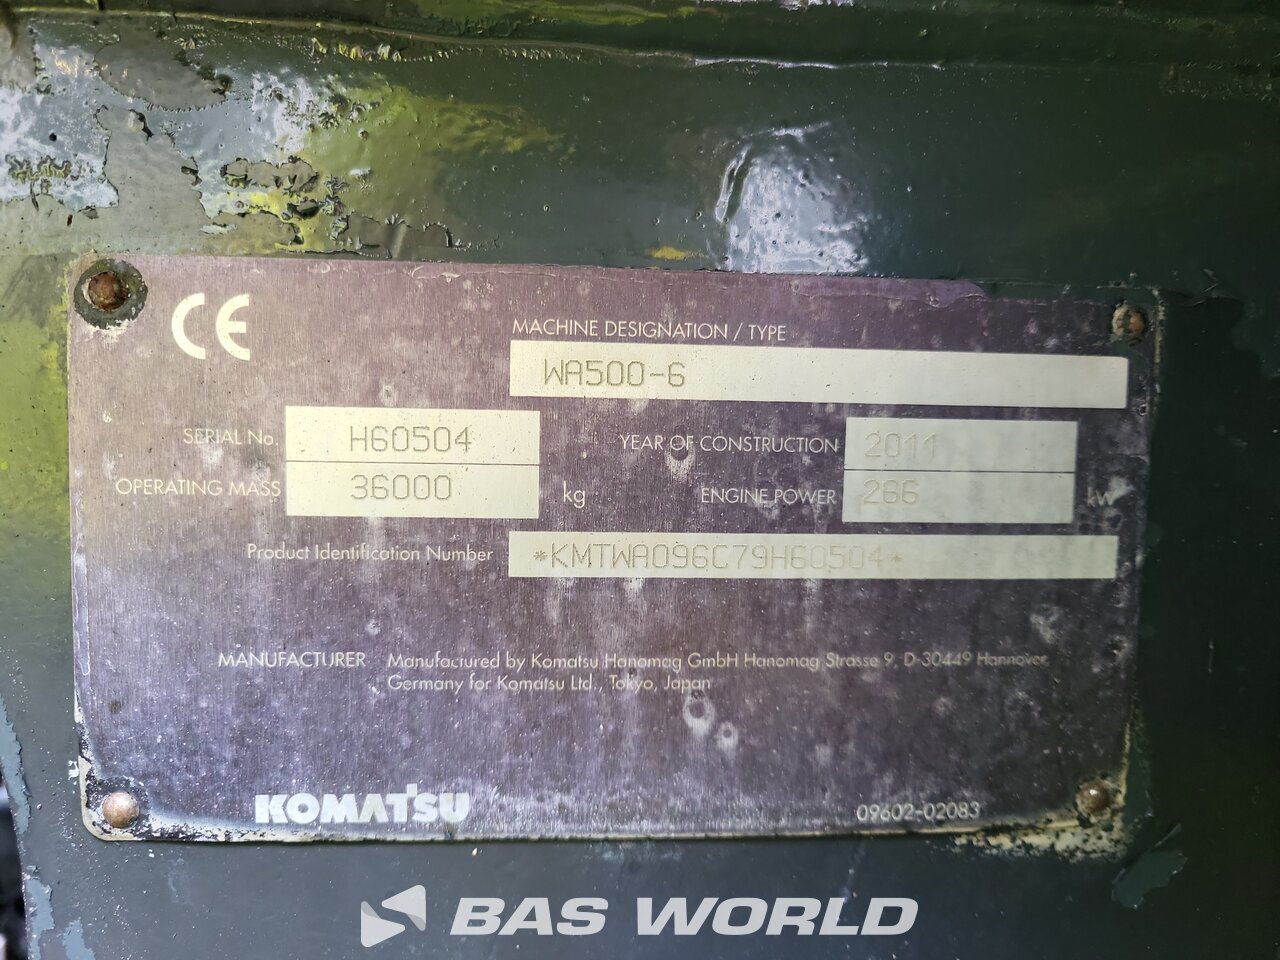 CE
MACHINE DESIGNATION / TYPE
WA500-6
SERIAL No. H60504 YEAR OF CONSTRUCTION 2011
OPERATING MASS 36000 kg ENGINE POWER 266 kW
Product Identification Number *KMTWA096C79H60504*
MANUFACTURER Manufactured by Komatsu Hanomag GmbH Hanomag Strasse 9, D-30449 Hannover
Germany for Komatsu Ltd., Tokyo, Japan
KOMATSU 09602-02083
BAS WORLD